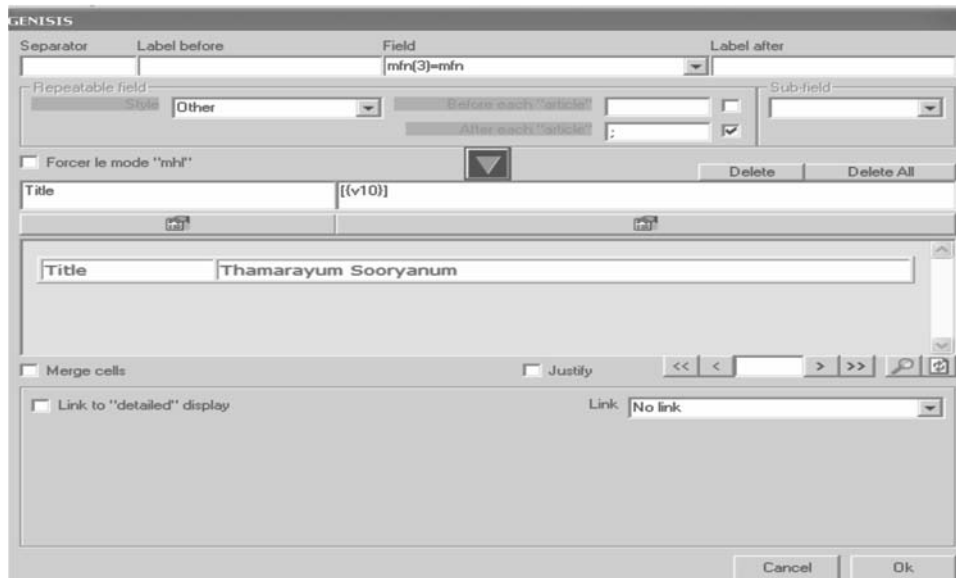 GENISIS
Separator Label before Field Label after
mfn(3)=mfn
Repeatable field Sub-field
Style Other Before each "article"
After each "article" ;
Forcer le mode "mhl" Delete Delete All
Title [{v10}]
Title Thamarayum Sooryanum
Merge cells Justify << < > >>
Link to "detailed" display Link No link
Cancel Ok